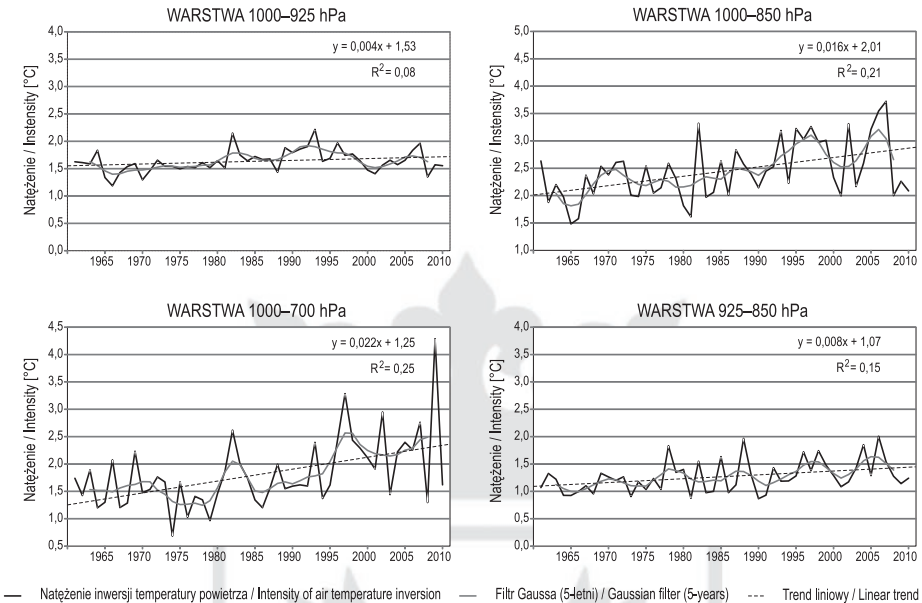 WARSTWA 1000–925 hPa
Natężenie / Instensity [°C]
4,0
3,5
3,0
2,5
2,0
1,5
1,0
0,5
0,0
y = 0,004x + 1,53
R2 = 0,08
1965 1970 1975 1980 1985 1990 1995 2000 2005 2010
WARSTWA 1000–850 hPa
Natężenie / Intensity [°C]
5,0
4,5
4,0
3,5
3,0
2,5
2,0
1,5
1,0
y = 0,016x + 2,01
R2 = 0,21
1965 1970 1975 1980 1985 1990 1995 2000 2005 2010
WARSTWA 1000–700 hPa
Natężenie / Intensity [°C]
4,5
4,0
3,5
3,0
2,5
2,0
1,5
1,0
0,5
y = 0,022x + 1,25
R2 = 0,25
1965 1970 1975 1980 1985 1990 1995 2000 2005 2010
WARSTWA 925–850 hPa
Natężenie / Intensity [°C]
4,0
3,5
3,0
2,5
2,0
1,5
1,0
0,5
0,0
y = 0,008x + 1,07
R2 = 0,15
1965 1970 1975 1980 1985 1990 1995 2000 2005 2010
Natężenie inwersji temperatury powietrza / Intensity of air temperature inversion
Filtr Gaussa (5-letni) / Gaussian filter (5-years)
Trend liniowy / Linear trend